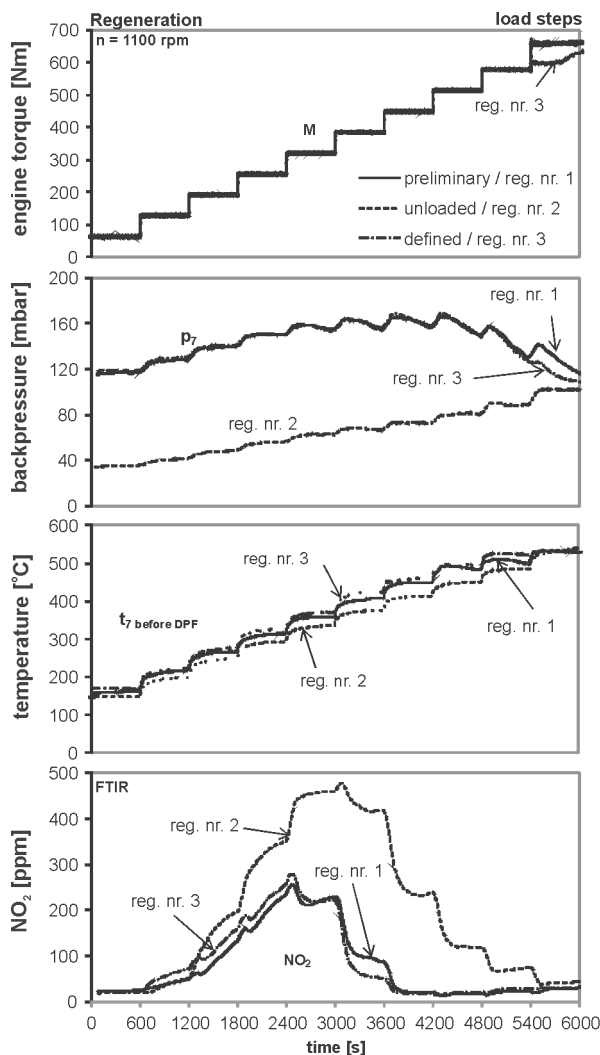 Regeneration load steps
n = 1100 rpm
engine torque [Nm]
700
600
500
400
300
200
100
0
M
reg. nr. 3
preliminary / reg. nr. 1
unloaded / reg. nr. 2
defined / reg. nr. 3
backpressure [mbar]
200
160
120
80
40
0
p7
reg. nr. 1
reg. nr. 3
reg. nr. 2
temperature [°C]
600
500
400
300
200
100
0
reg. nr. 3
t7 before DPF
reg. nr. 1
reg. nr. 2
NO2 [ppm]
500
400
300
200
100
0
FTIR
reg. nr. 2
reg. nr. 1
reg. nr. 3
NO2
0 600 1200 1800 2400 3000 3600 4200 4800 5400 6000
time [s]